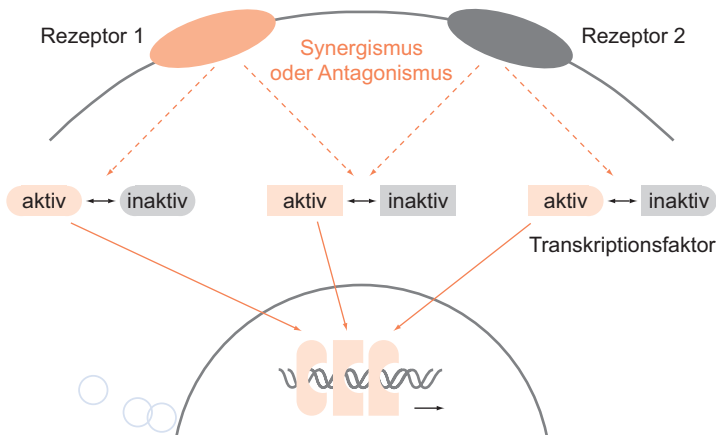 Rezeptor 1
Rezeptor 2
Synergismus
oder Antagonismus
aktiv
inaktiv
aktiv
inaktiv
aktiv
inaktiv
Transkriptionsfaktor